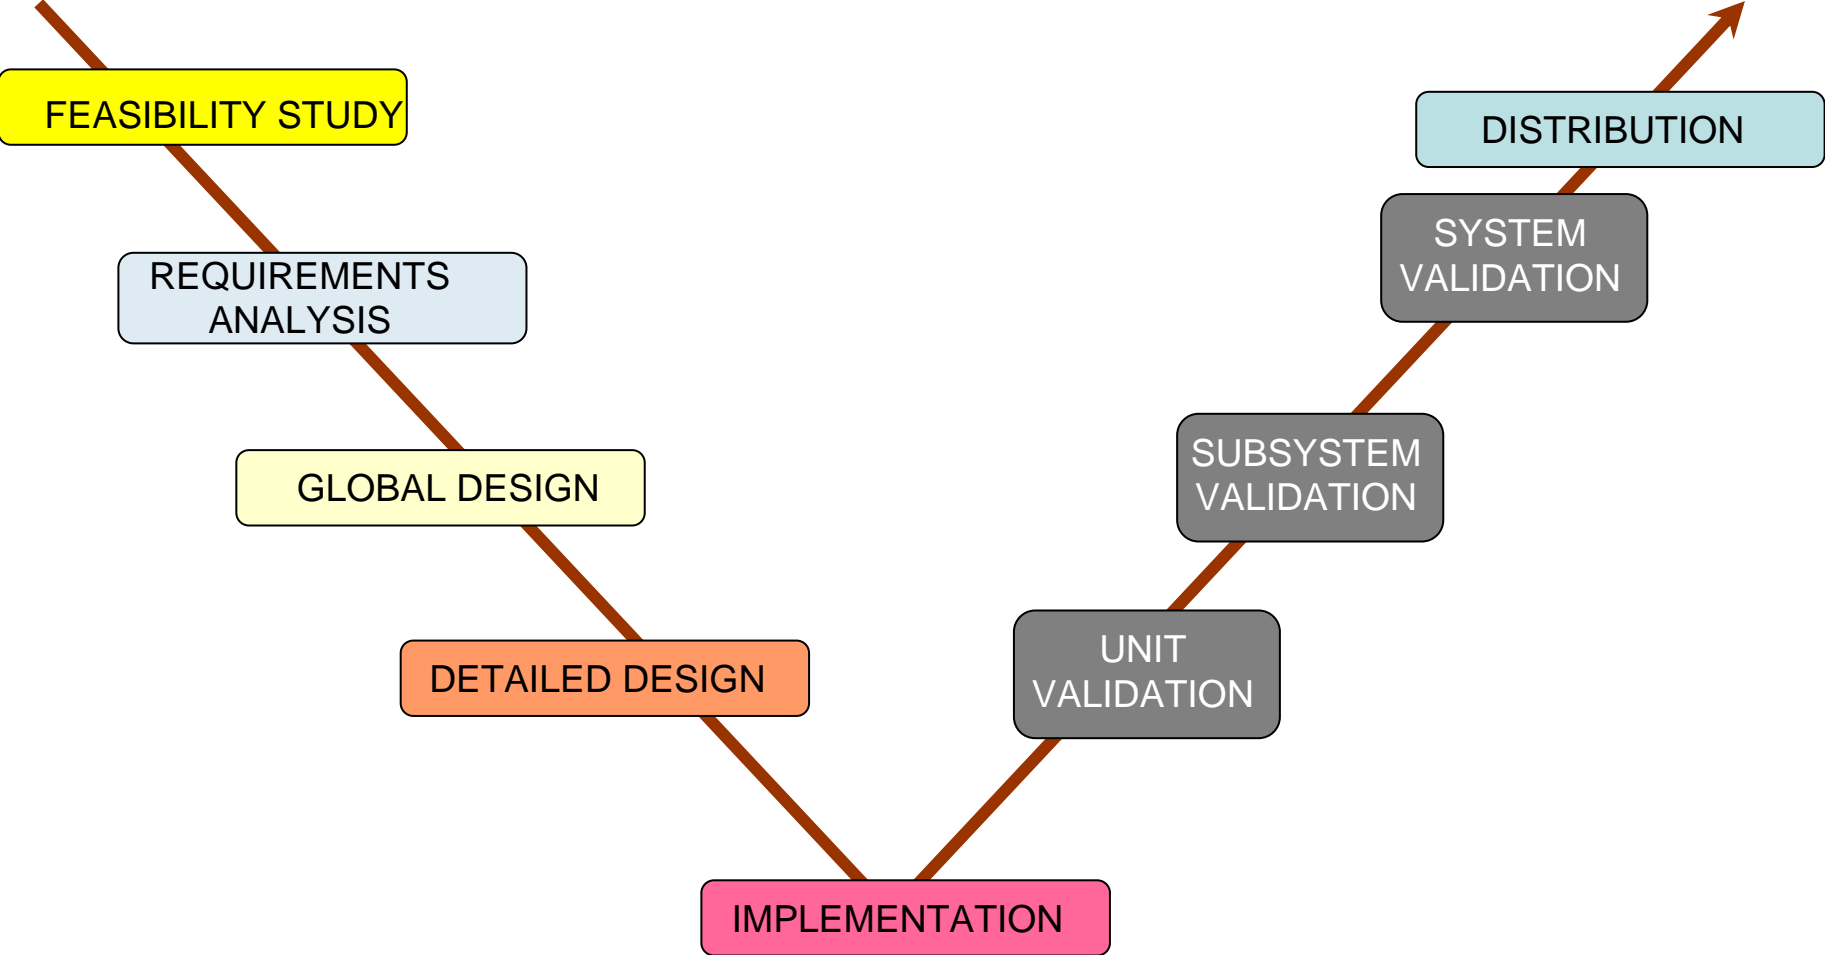 FEASIBILITY STUDY
REQUIREMENTS
ANALYSIS
GLOBAL DESIGN
DETAILED DESIGN
IMPLEMENTATION
UNIT
VALIDATION
SUBSYSTEM
VALIDATION
SYSTEM
VALIDATION
DISTRIBUTION